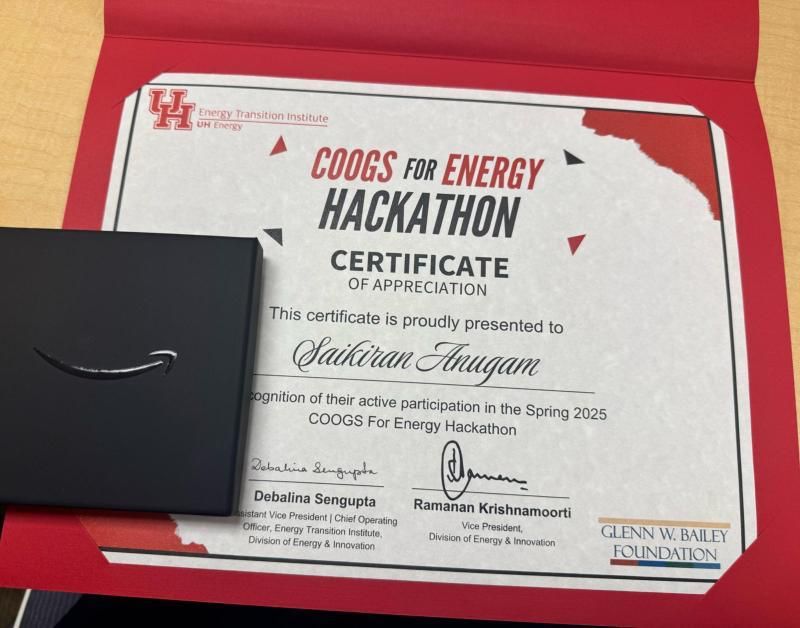 UH Energy Transition Institute
UH Energy
COOGS FOR ENERGY
HACKATHON
CERTIFICATE
OF APPRECIATION
This certificate is proudly presented to
Saikiran Anugam
cognition of their active participation in the Spring 2025
COOGS For Energy Hackathon
Debalina Sengupta
Debalina Sengupta
sistant Vice President | Chief Operating
Officer, Energy Transition Institute,
Division of Energy & Innovation
Ramanan Krishnamoorti
Vice President,
Division of Energy & Innovation
GLENN W. BAILEY
FOUNDATION